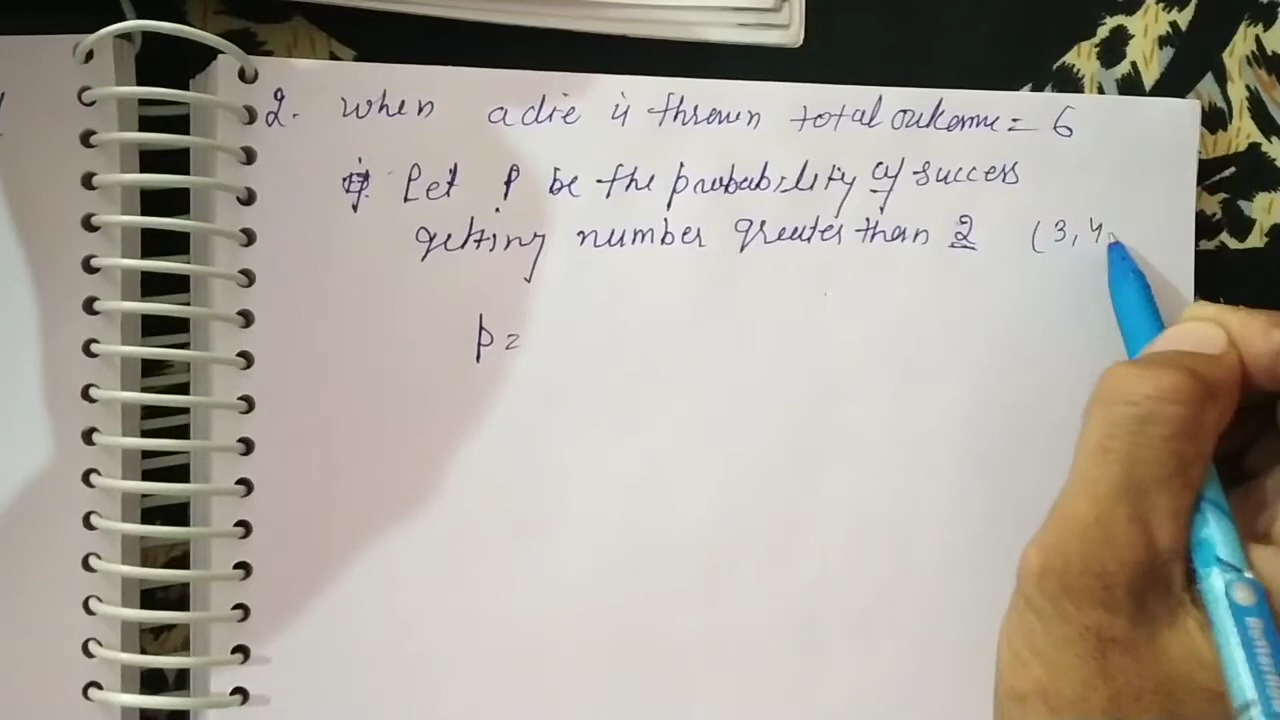 2. When a die is thrown total outcome = 6
Let P be the probability of success
getting number greater than 2 (3, 4,
p =